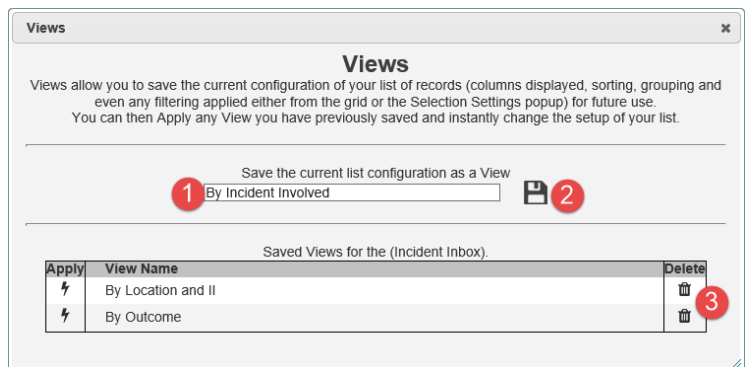 Views
Views
Views allow you to save the current configuration of your list of records (columns displayed, sorting, grouping and
even any filtering applied either from the grid or the Selection Settings popup) for future use.
You can then Apply any View you have previously saved and instantly change the setup of your list.
Save the current list configuration as a View
1 By Incident Involved 2
Saved Views for the (Incident Inbox).
Apply View Name Delete
By Location and II
3
By Outcome